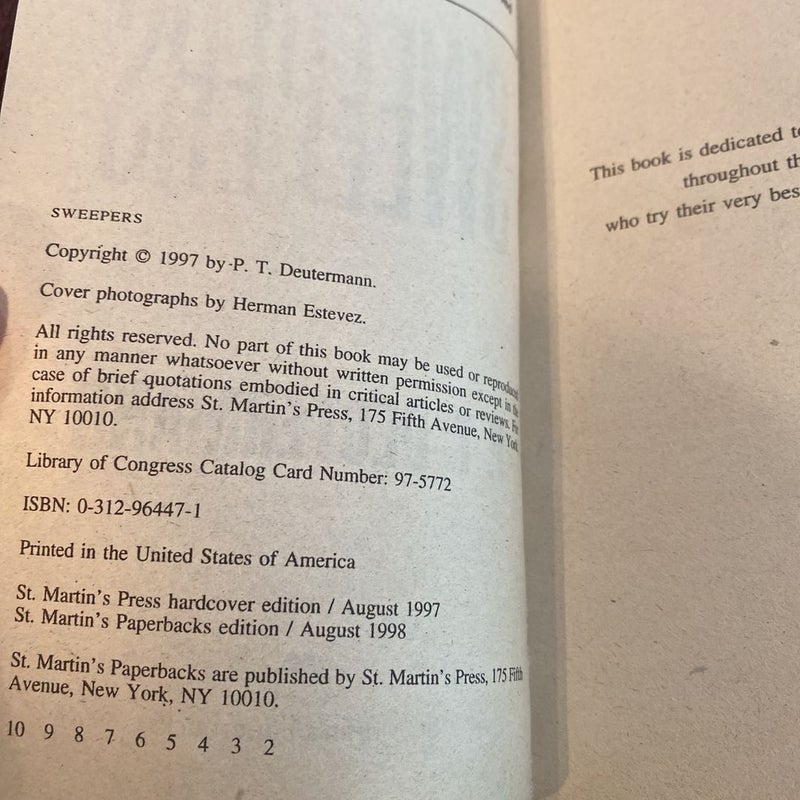 SWEEPERS
Copyright © 1997 by P. T. Deutermann.
Cover photographs by Herman Estevez.
All rights reserved. No part of this book may be used or reproduced
in any manner whatsoever without written permission except in the
case of brief quotations embodied in critical articles or reviews. For
information address St. Martin's Press, 175 Fifth Avenue, New York,
NY 10010.
Library of Congress Catalog Card Number: 97-5772
ISBN: 0-312-96447-1
Printed in the United States of America
St. Martin's Press hardcover edition / August 1997
St. Martin's Paperbacks edition / August 1998
St. Martin's Paperbacks are published by St. Martin's Press, 175 Fifth
Avenue, New York, NY 10010.
10 9 8 7 6 5 4 3 2
This book is dedicated
throughout
who try their very